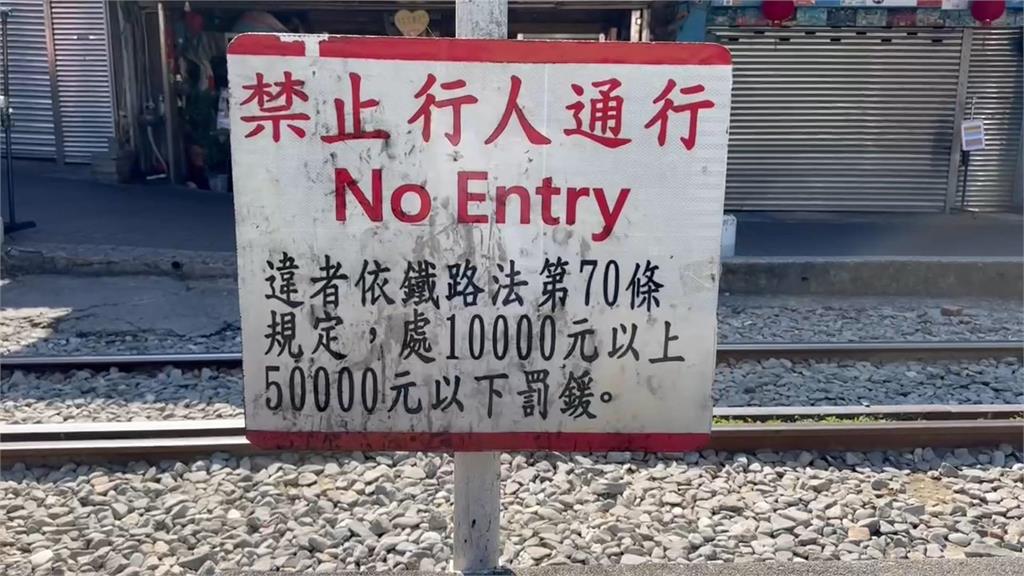 禁止行人通行
No Entry
違者依鐵路法第70條
規定，處10000元以上
50000元以下罰鍰。